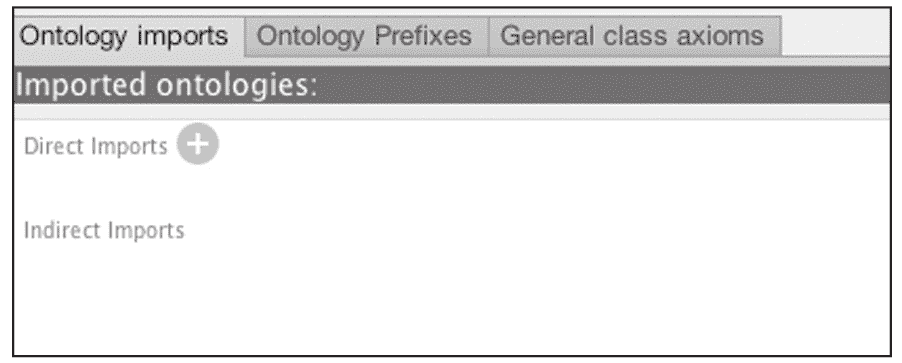 Ontology imports Ontology Prefixes General class axioms
Imported ontologies:
Direct Imports
Indirect Imports